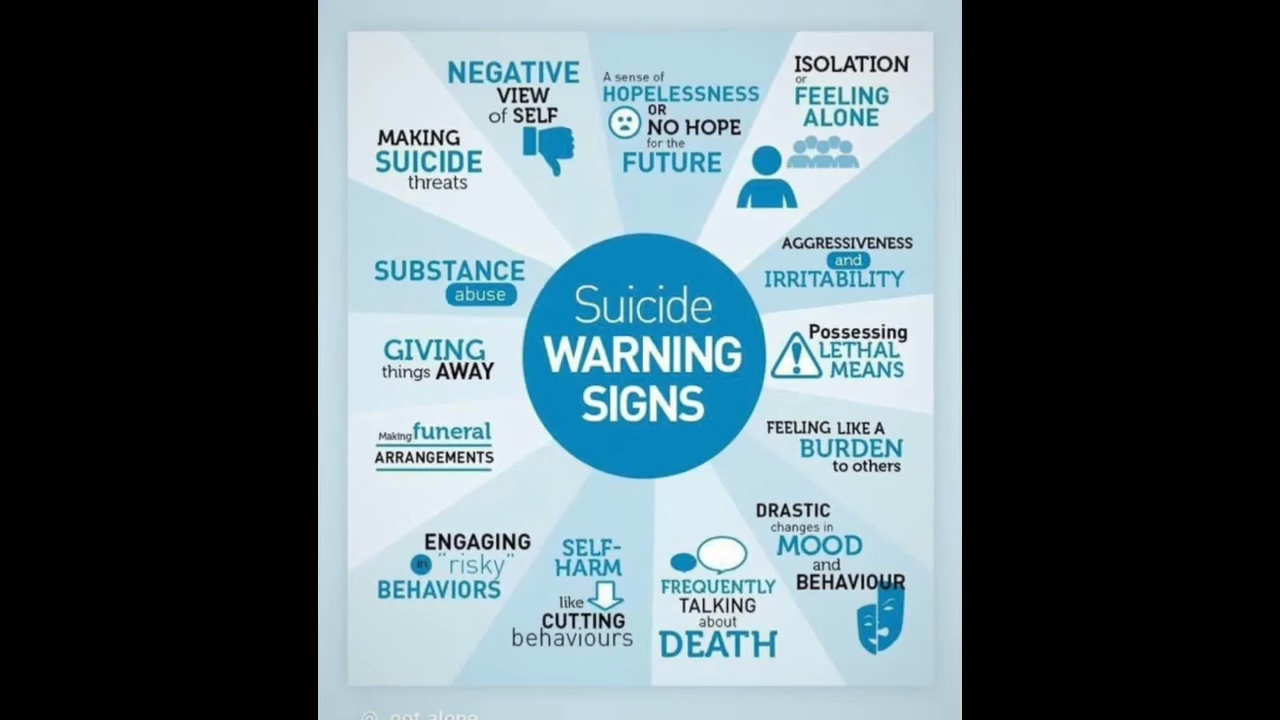 Suicide
WARNING
SIGNS
NEGATIVE
VIEW
of SELF
A sense of
HOPELESSNESS
OR
NO HOPE
for the
FUTURE
ISOLATION
or
FEELING
ALONE
AGGRESSIVENESS
and
IRRITABILITY
Possessing
LETHAL
MEANS
FEELING LIKE A
BURDEN
to others
DRASTIC
changes in
MOOD
and
BEHAVIOUR
FREQUENTLY
TALKING
about
DEATH
SELF-
HARM
like
CUTTING
behaviours
ENGAGING
in "risky"
BEHAVIORS
Making funeral
ARRANGEMENTS
GIVING
things AWAY
SUBSTANCE
abuse
MAKING
SUICIDE
threats